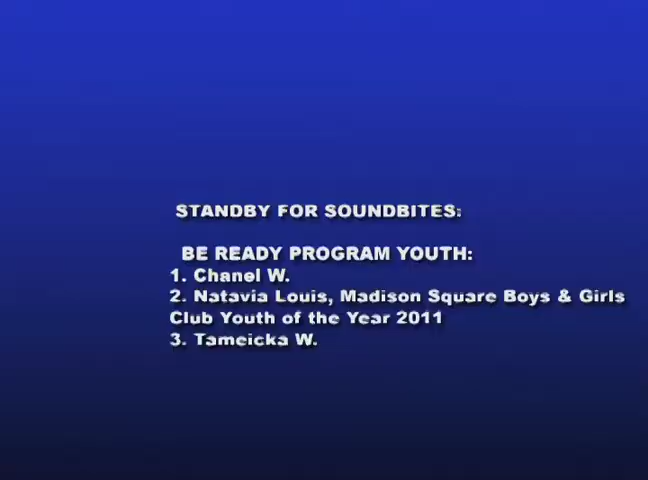 STANDBY FOR SOUNDBITES:
BE READY PROGRAM YOUTH:
1. Chanel W.
2. Natavia Louis, Madison Square Boys & Girls
Club Youth of the Year 2011
3. Tameicka W.